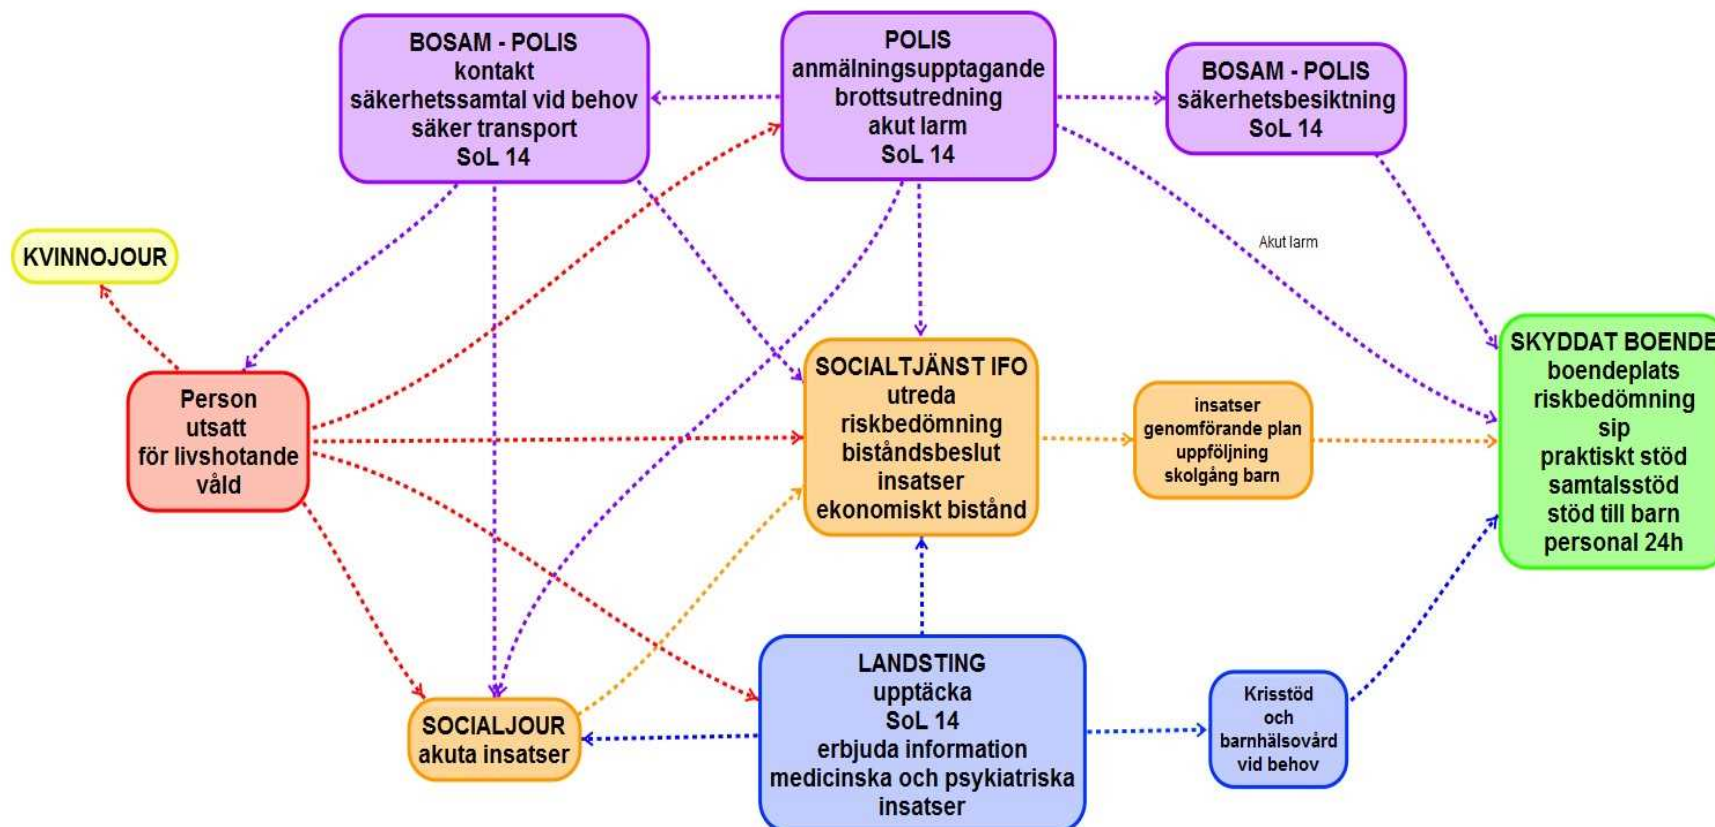 BOSAM - POLIS
kontakt
säkerhetssamtal vid behov
säker transport
SoL 14
POLIS
anmälningsupptagande
brottsutredning
akut larm
SoL 14
BOSAM - POLIS
säkerhetsbesiktning
SoL 14
KVINNOJOUR
Akut larm
Person
utsatt
för livshotande
våld
SOCIALTJÄNST IFO
utreda
riskbedömning
biståndsbeslut
insatser
ekonomiskt bistånd
insatser
genomförande plan
uppföljning
skolgång barn
SKYDDAT BOENDE
boendeplats
riskbedömning
sip
praktiskt stöd
samtalsstöd
stöd till barn
personal 24h
SOCIALJOUR
akuta insatser
LANDSTING
upptäcka
SoL 14
erbjuda information
medicinska och psykiatriska
insatser
Krisstöd
och
barnhälsovård
vid behov